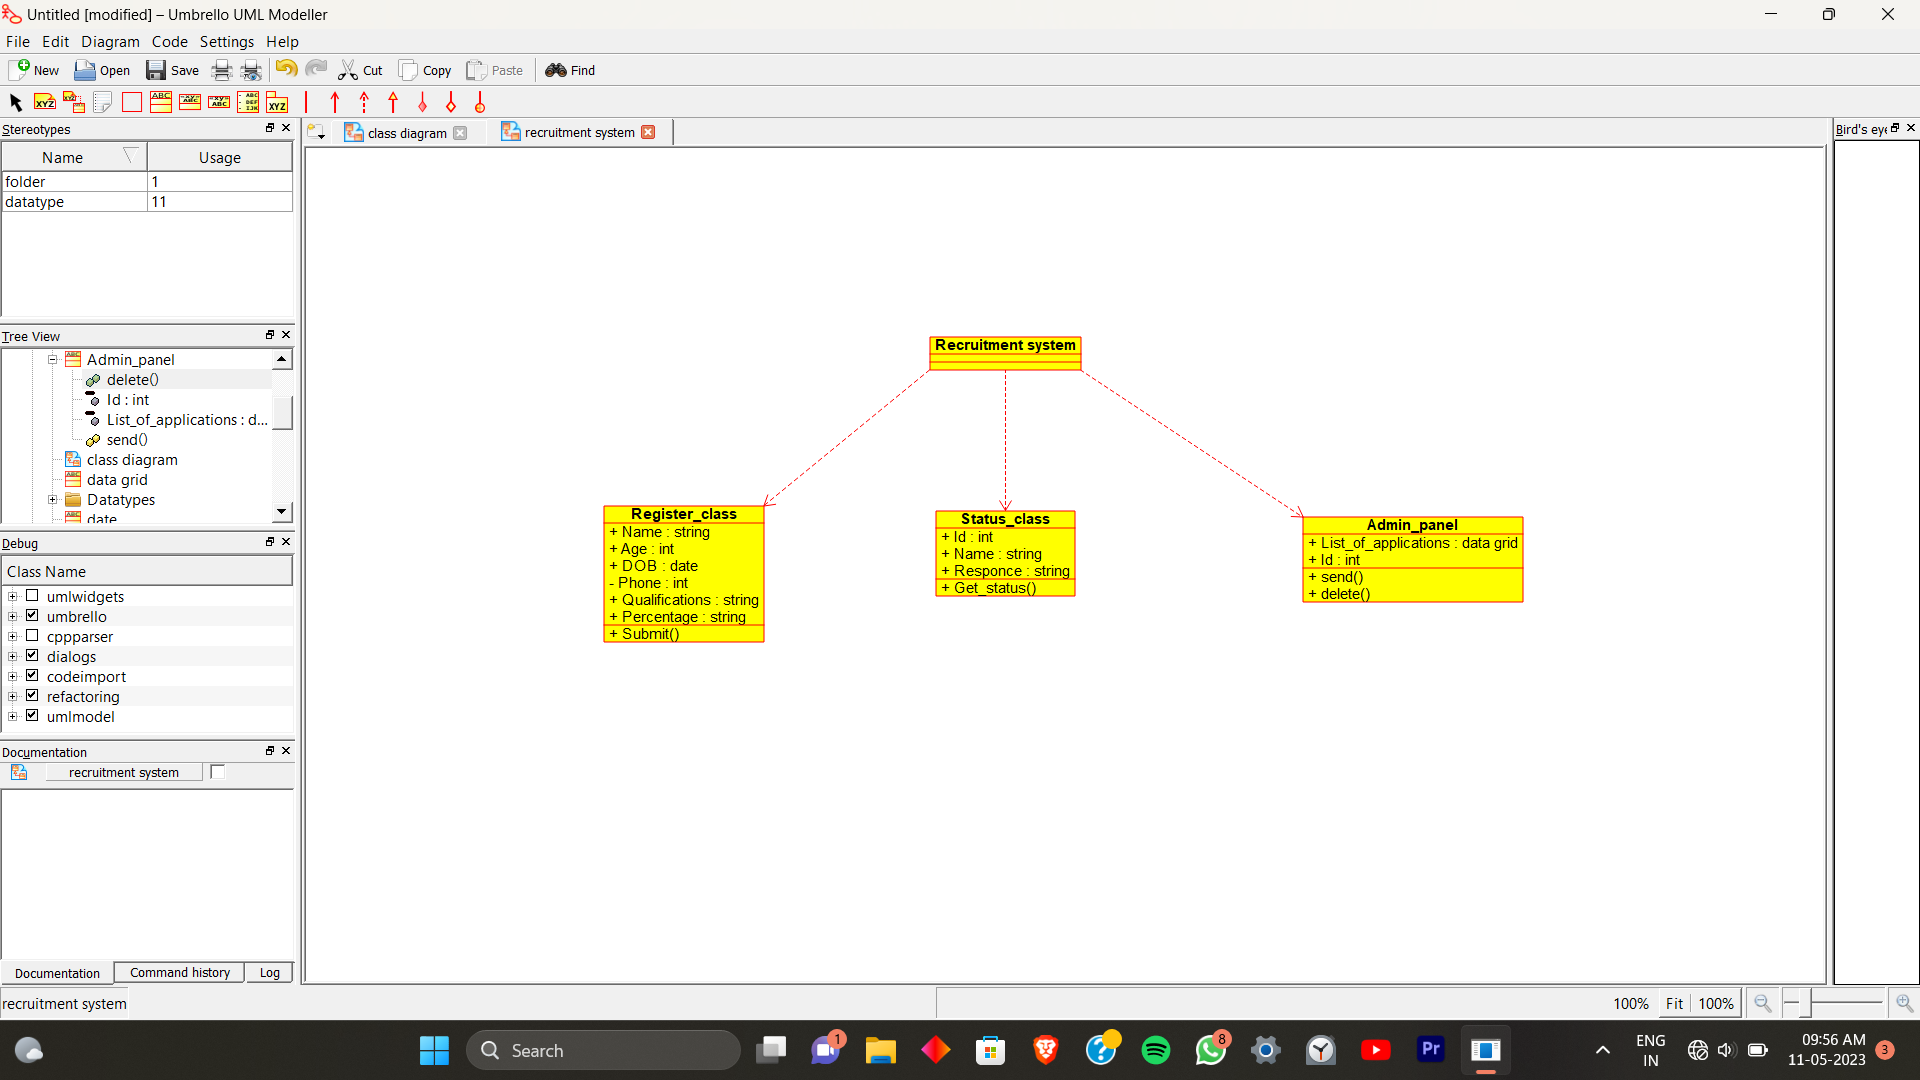 Untitled [modified] – Umbrello UML Modeller
File Edit Diagram Code Settings Help
New Open Save Cut Copy Paste Find
Stereotypes
Name Usage
folder 1
datatype 11
Tree View
Admin_panel
delete()
Id : int
List_of_applications : d...
send()
class diagram
data grid
Datatypes
date
Debug
Class Name
umlwidgets
umbrello
cppparser
dialogs
codeimport
refactoring
umlmodel
Documentation
recruitment system
Documentation Command history Log
class diagram recruitment system
Recruitment system
Register_class
+ Name : string
+ Age : int
+ DOB : date
- Phone : int
+ Qualifications : string
+ Percentage : string
+ Submit()
Status_class
+ Id : int
+ Name : string
+ Responce : string
+ Get_status()
Admin_panel
+ List_of_applications : data grid
+ Id : int
+ send()
+ delete()
Bird's eye
recruitment system 100% Fit 100%
Search
1
8
Pr
ENG
IN
09:56 AM
11-05-2023
3